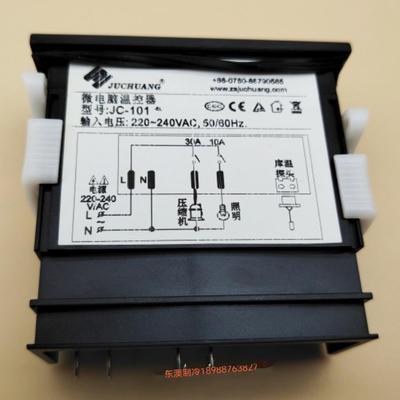 JUCHUANG
+86-0760-86790585
www.zsjuchuang.com
微电脑温控器
型号:JC-101
输入电压: 220~240VAC, 50/60Hz.
30A 10A
库温
探头
电源
220-240
V/AC
L N
L
~
N
压缩机
照明
东澳制冷18988763827